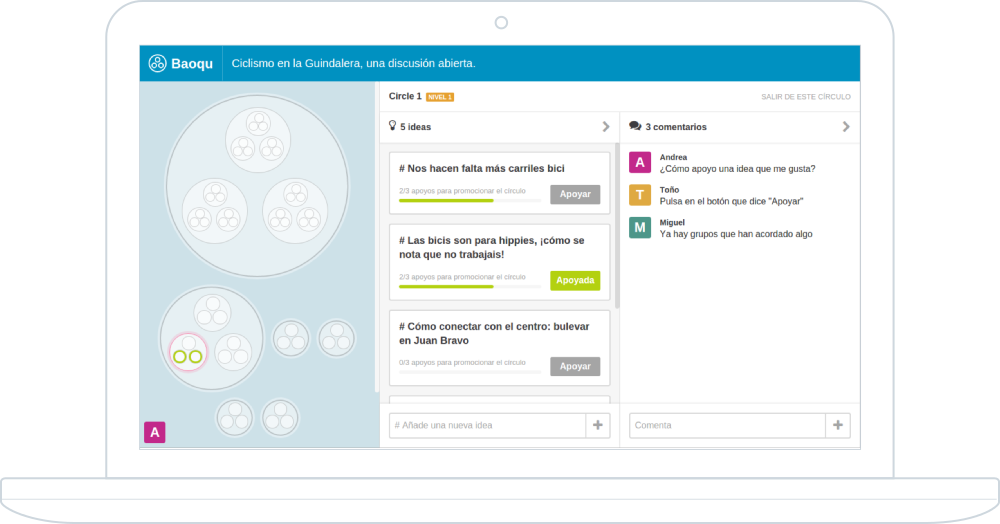 Baoqu
Ciclismo en la Guindalera, una discusión abierta.
Circle 1 NIVEL 1
SALIR DE ESTE CÍRCULO
5 ideas
# Nos hacen falta más carriles bici
2/3 apoyos para promocionar el círculo
Apoyar
# Las bicis son para hippies, ¡cómo se
nota que no trabajais!
2/3 apoyos para promocionar el círculo
Apoyada
# Cómo conectar con el centro: bulevar
en Juan Bravo
0/3 apoyos para promocionar el círculo
Apoyar
# Añade una nueva idea
+
3 comentarios
A
Andrea
¿Cómo apoyo una idea que me gusta?
T
Toño
Pulsa en el botón que dice "Apoyar"
M
Miguel
Ya hay grupos que han acordado algo
Comenta
+
A